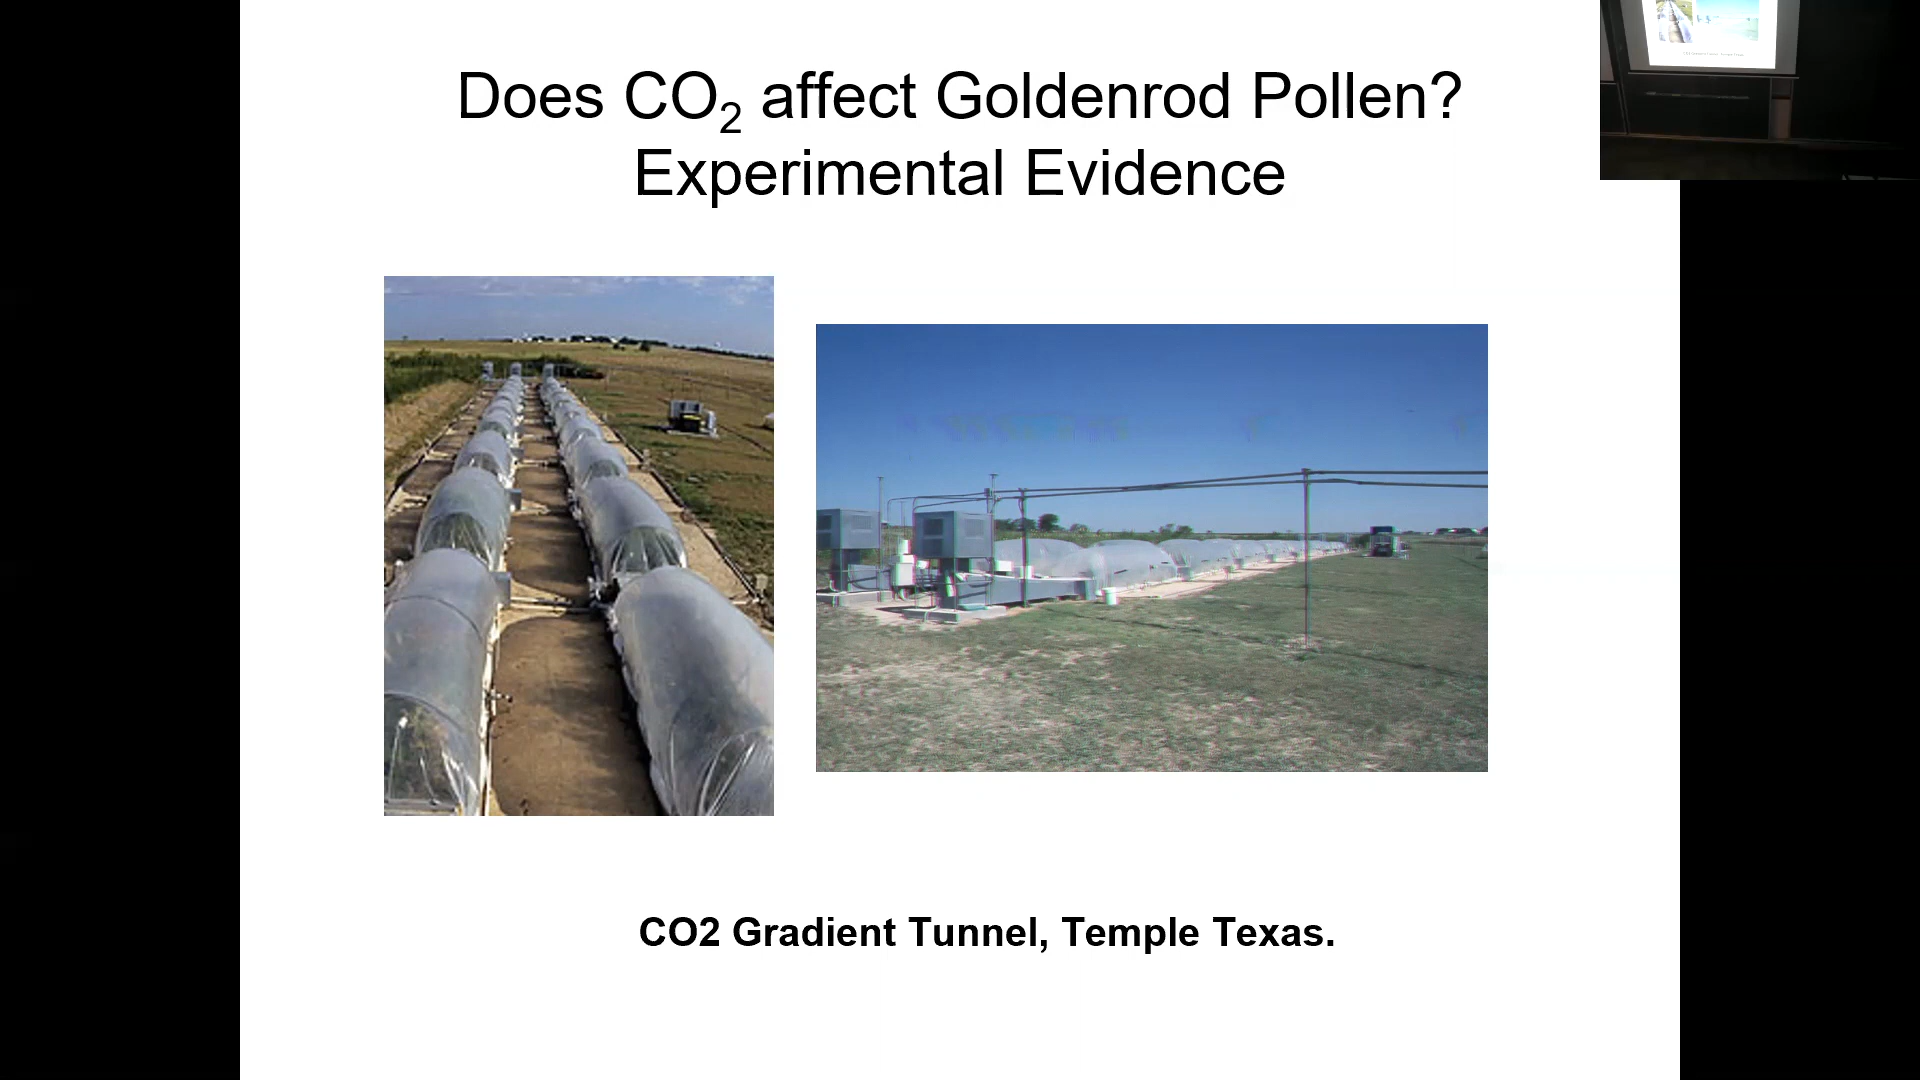 Does CO₂ affect Goldenrod Pollen?
Experimental Evidence
CO2 Gradient Tunnel, Temple Texas.